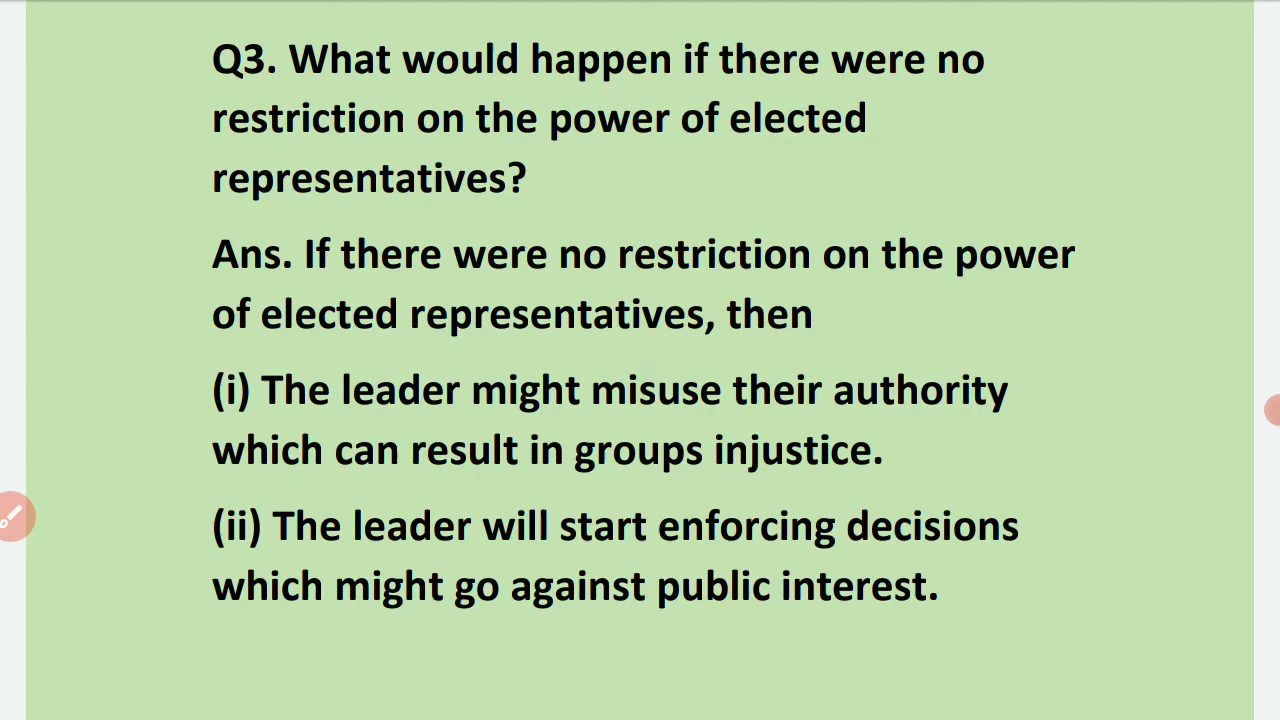 Q3. What would happen if there were no
restriction on the power of elected
representatives?
Ans. If there were no restriction on the power
of elected representatives, then
(i) The leader might misuse their authority
which can result in groups injustice.
(ii) The leader will start enforcing decisions
which might go against public interest.